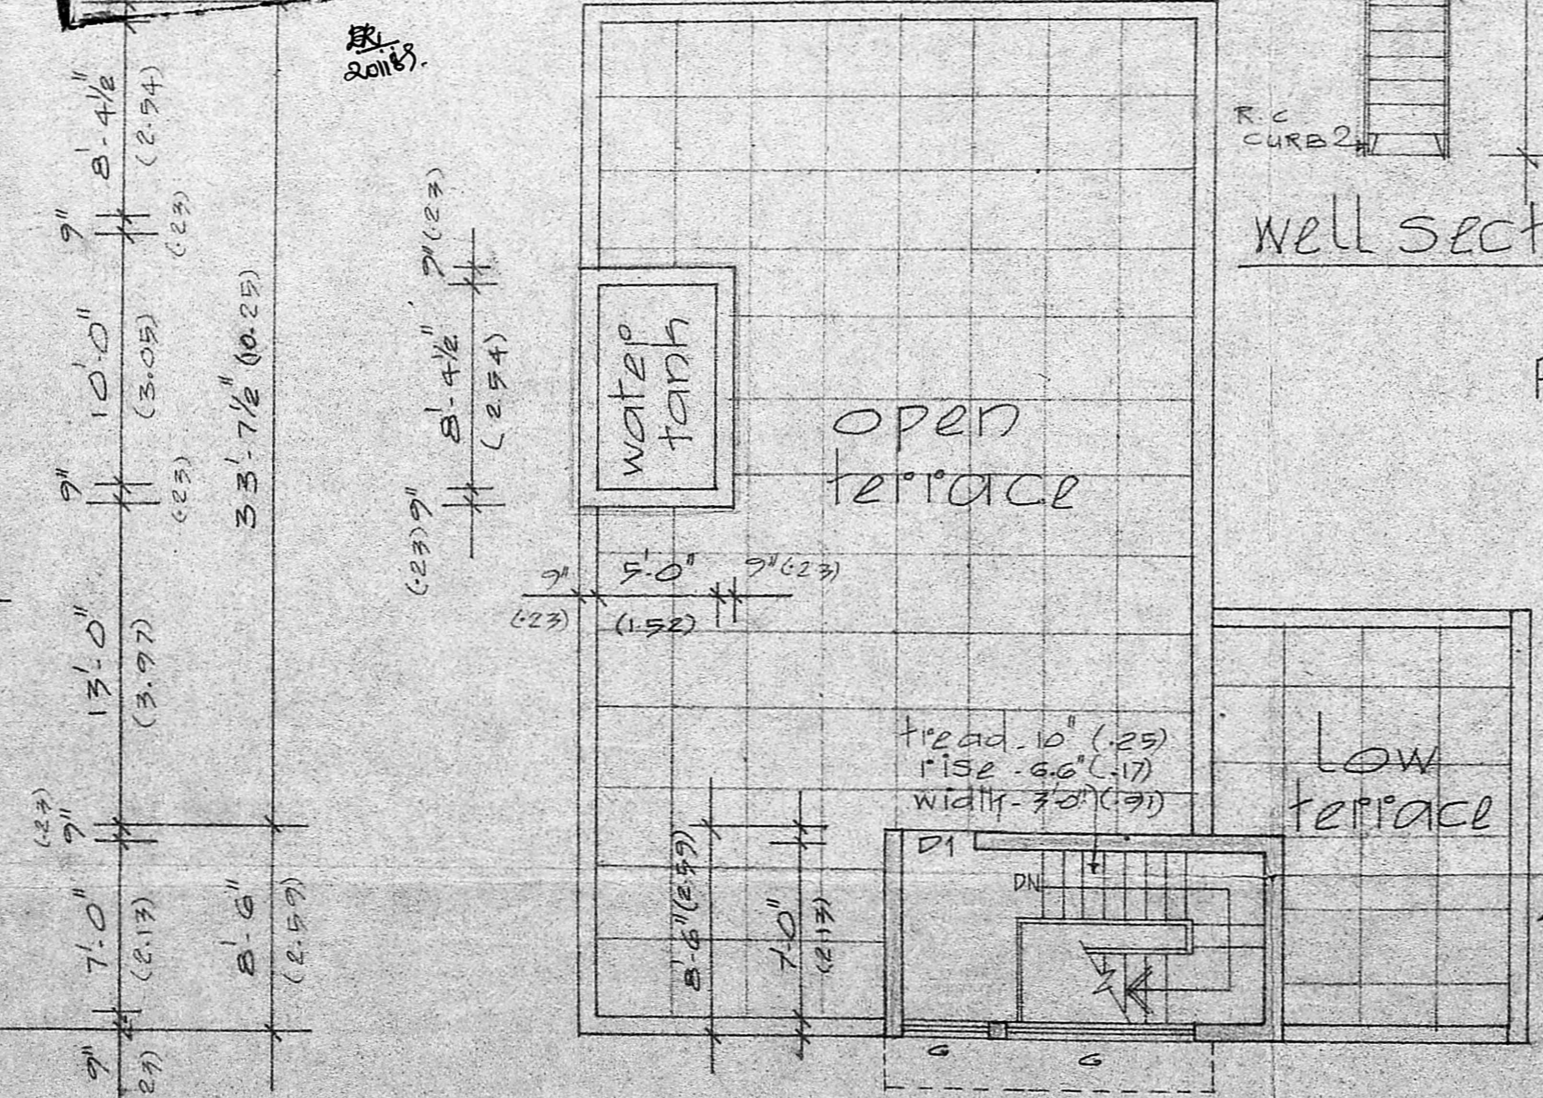 8'-4½"
(2.54)
9"
(.23)
10'-0"
(3.05)
9"
(.23)
33'-7½" (10.25)
13'-0"
(3.97)
(.23)
9"
7'-0"
(2.13)
8'-6"
(2.59)
9"
23)
9"(.23)
8'-4½"
(2.54)
(.23)9"
water
tank
open
terrace
9"
(.23)
5'-0"
(1.52)
9"(.23)
R.C
CURB 2
well sect
tread - 10" (.25)
rise - 6.6" (.17)
width - 3'-0" (.91)
low
terrace
D1
DN
8'-6" (2.59)
7'-0"
(2.13)
G
G